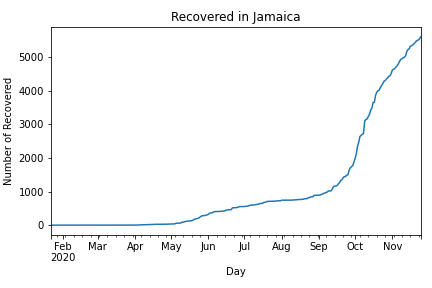 Recovered in Jamaica
Number of Recovered
5000
4000
3000
2000
1000
0
Feb Mar Apr May Jun Jul Aug Sep Oct Nov
2020
Day